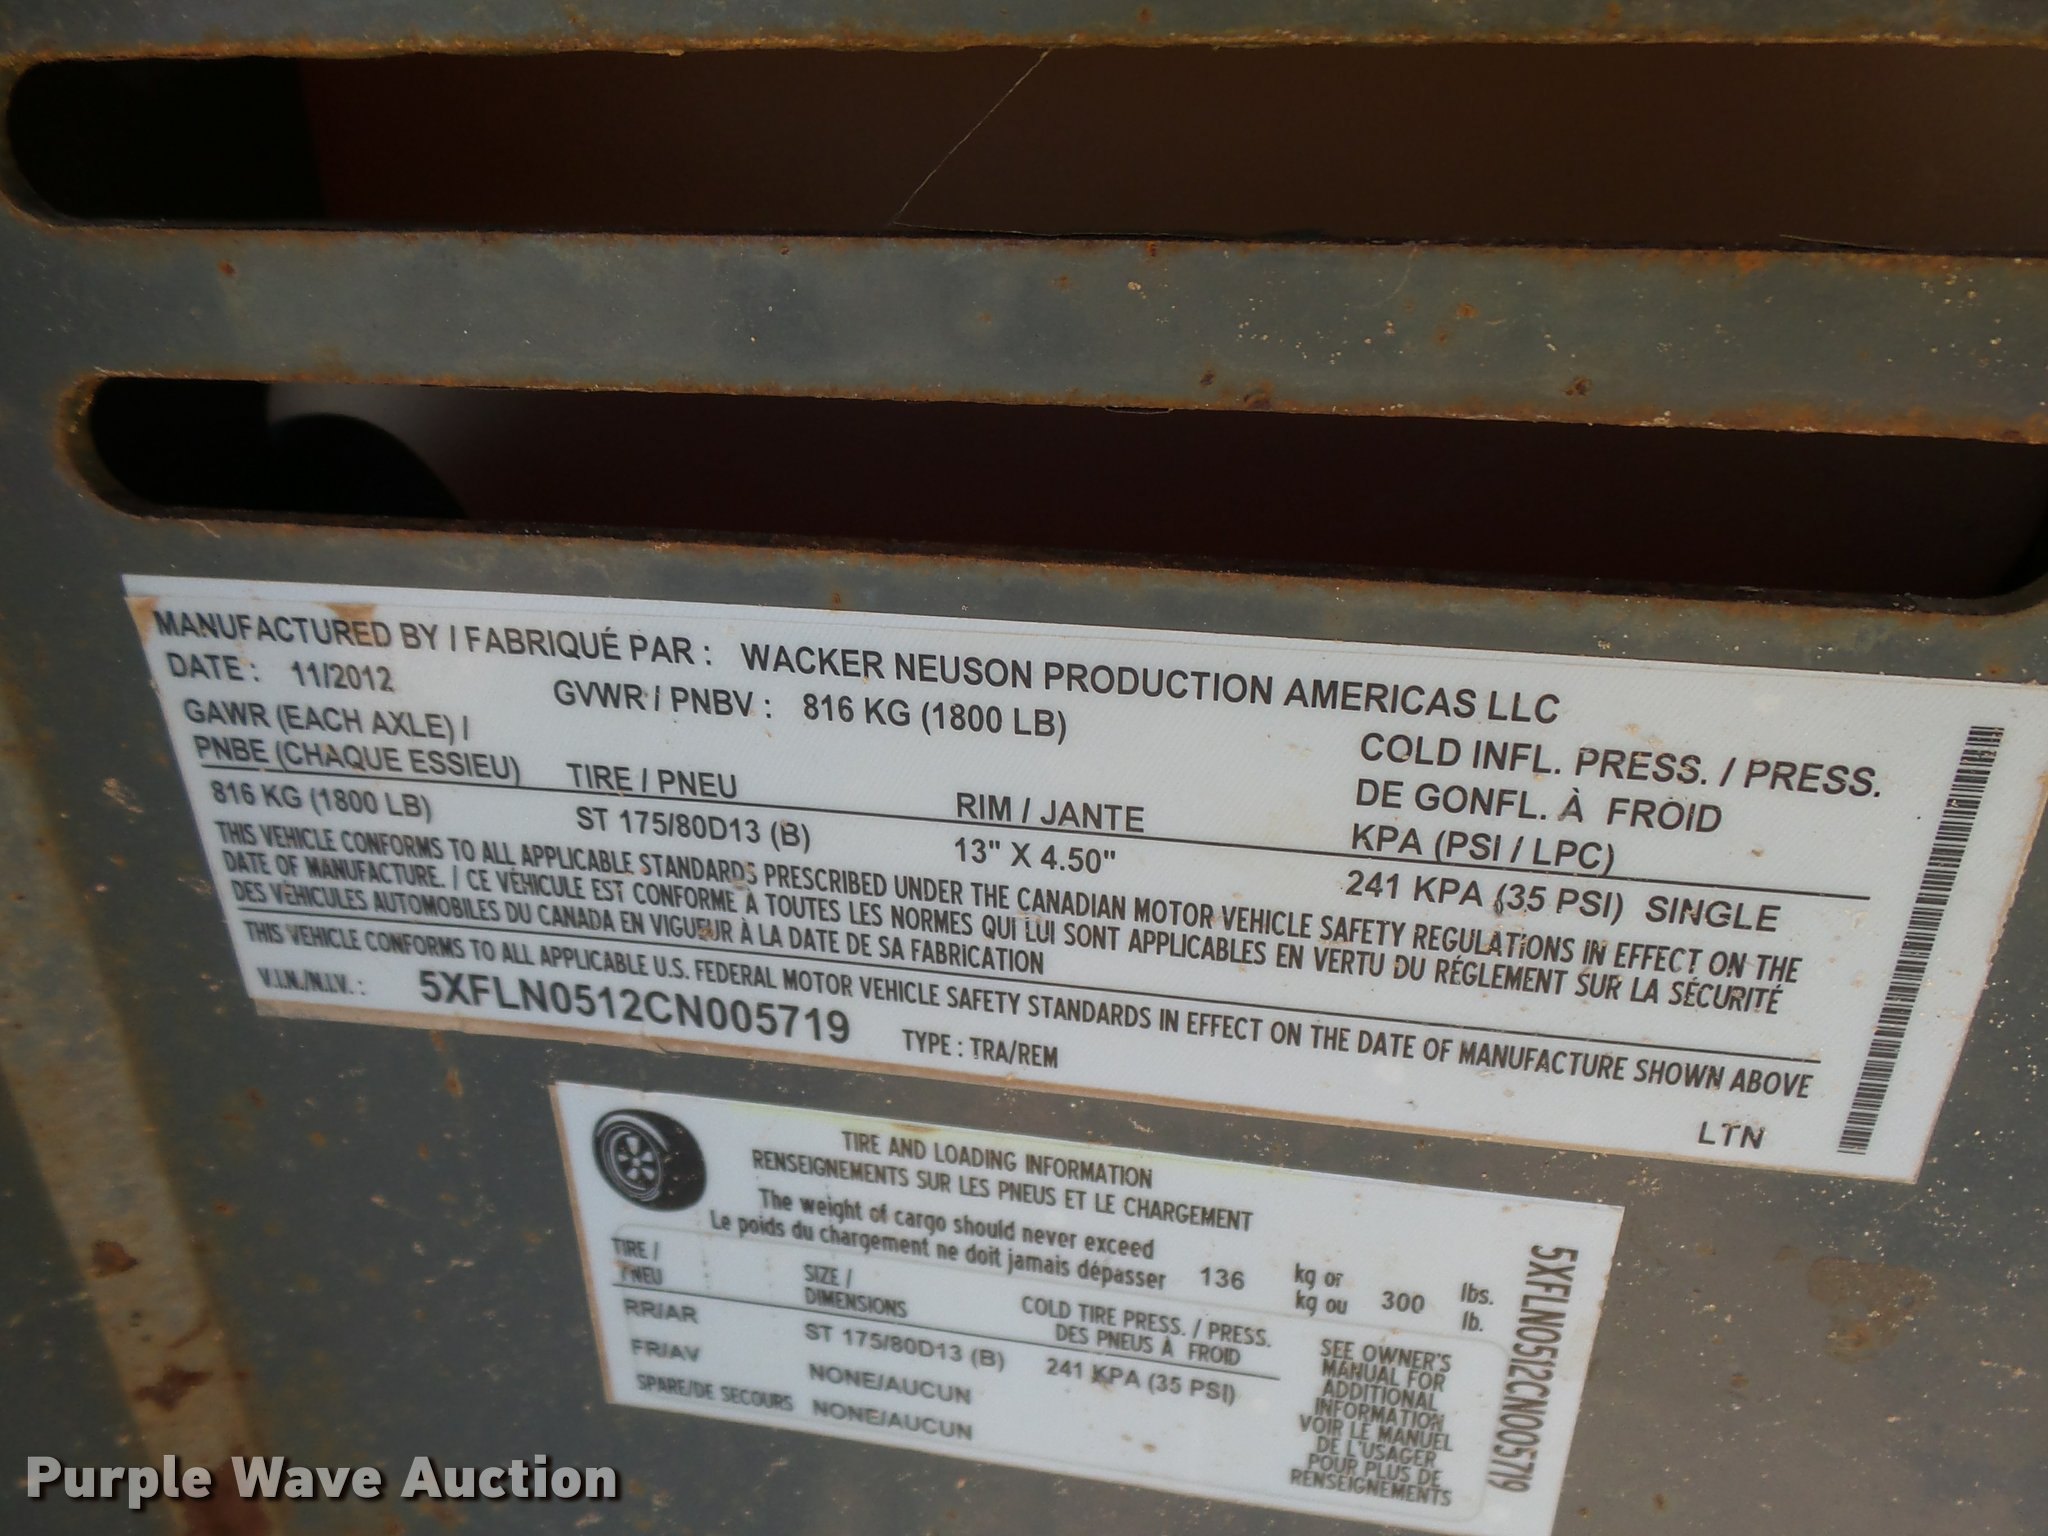 MANUFACTURED BY / FABRIQUÉ PAR : WACKER NEUSON PRODUCTION AMERICAS LLC
DATE : 11/2012 GVWR / PNBV : 816 KG (1800 LB)
GAWR (EACH AXLE) /
PNBE (CHAQUE ESSIEU) TIRE / PNEU RIM / JANTE COLD INFL. PRESS. / PRESS.
DE GONFL. À FROID
KPA (PSI / LPC)
816 KG (1800 LB) ST 175/80D13 (B) 13" X 4.50" 241 KPA (35 PSI) SINGLE
THIS VEHICLE CONFORMS TO ALL APPLICABLE STANDARDS PRESCRIBED UNDER THE CANADIAN MOTOR VEHICLE SAFETY REGULATIONS IN EFFECT ON THE
DATE OF MANUFACTURE. / CE VÉHICULE EST CONFORME À TOUTES LES NORMES QUI LUI SONT APPLICABLES EN VERTU DU RÉGLEMENT SUR LA SÉCURITÉ
DES VÉHICULES AUTOMOBILES DU CANADA EN VIGUEUR À LA DATE DE SA FABRICATION
THIS VEHICLE CONFORMS TO ALL APPLICABLE U.S. FEDERAL MOTOR VEHICLE SAFETY STANDARDS IN EFFECT ON THE DATE OF MANUFACTURE SHOWN ABOVE
V.I.N./N.I.V. : 5XFLN0512CN005719 TYPE : TRA/REM
LTN
TIRE AND LOADING INFORMATION
RENSEIGNEMENTS SUR LES PNEUS ET LE CHARGEMENT
The weight of cargo should never exceed
Le poids du chargement ne doit jamais dépasser 136 kg or
kg ou 300 lbs.
lb.
TIRE /
PNEU SIZE /
DIMENSIONS COLD TIRE PRESS. / PRESS.
DES PNEUS À FROID
RR/AR ST 175/80D13 (B) 241 KPA (35 PSI)
FR/AV NONE/AUCUN
SPARE/DE SECOURS NONE/AUCUN
SEE OWNER'S
MANUAL FOR
ADDITIONAL
INFORMATION
VOIR LE MANUEL
DE L'USAGER
POUR PLUS DE
RENSEIGNEMENTS
5XFLN0512CN005719
Purple Wave Auction